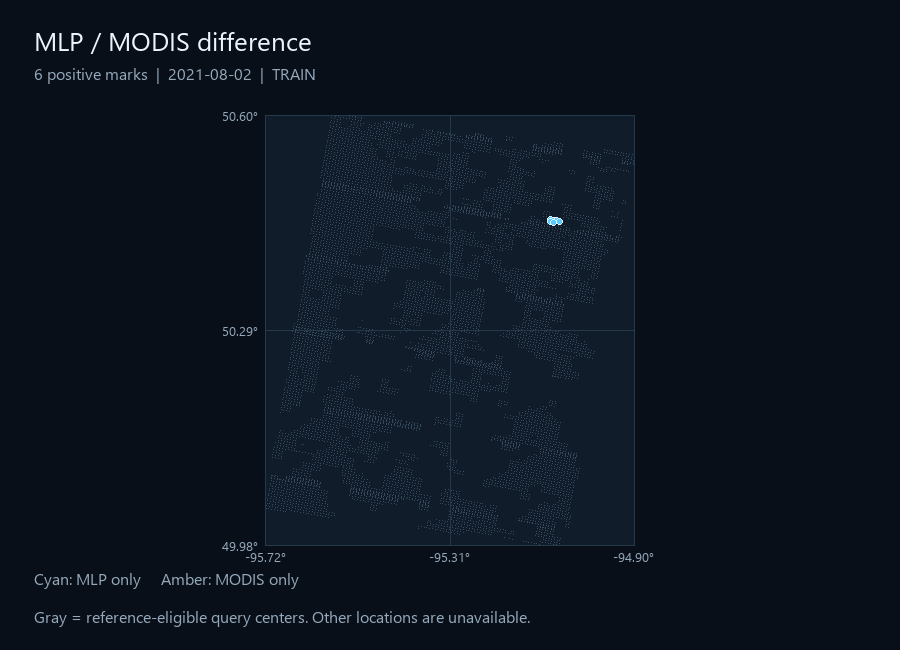 MLP / MODIS difference
6 positive marks | 2021-08-02 | TRAIN
50.60°
50.29°
49.98°
-95.72° -95.31° -94.90°
Cyan: MLP only Amber: MODIS only
Gray = reference-eligible query centers. Other locations are unavailable.